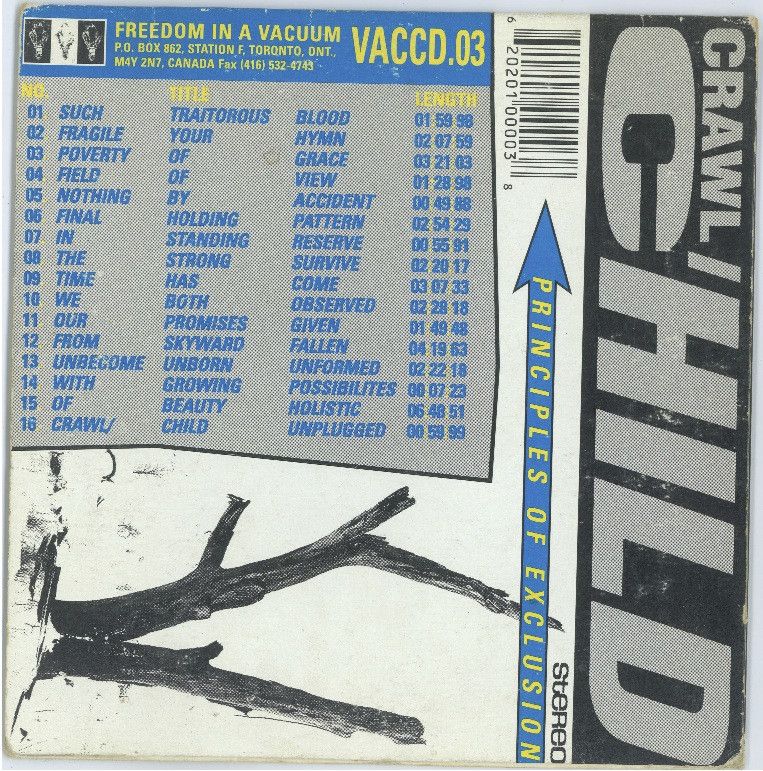 FREEDOM IN A VACUUM
P.O. BOX 862, STATION F, TORONTO, ONT.,
M4Y 2N7, CANADA Fax (416) 532-4743
VACCD.03
NO. TITLE LENGTH
01 SUCH TRAITOROUS BLOOD 01 59 98
02 FRAGILE YOUR HYMN 02 07 59
03 POVERTY OF GRACE 03 21 03
04 FIELD OF VIEW 01 28 98
05 NOTHING BY ACCIDENT 00 49 88
06 FINAL HOLDING PATTERN 02 54 29
07 IN STANDING RESERVE 00 55 91
08 THE STRONG SURVIVE 02 20 17
09 TIME HAS COME 03 07 33
10 WE BOTH OBSERVED 02 28 18
11 OUR PROMISES GIVEN 01 49 48
12 FROM SKYWARD FALLEN 04 19 63
13 UNBECOME UNBORN UNFORMED 02 22 18
14 WITH GROWING POSSIBILITES 00 07 23
15 OF BEAUTY HOLISTIC 06 48 51
16 CRAWL/ CHILD UNPLUGGED 00 59 99
6 20201 00003 8
CRAWL/
CHILD
PRINCIPLES OF EXCLUSION
STEREO